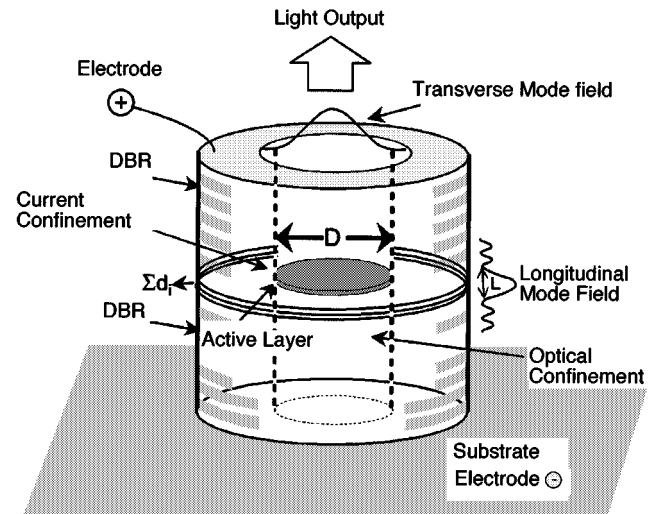 Light Output
Electrode
+
Transverse Mode field
DBR
Current
Confinement
D
Σdi
L
Longitudinal
Mode Field
DBR
Active Layer
Optical
Confinement
Substrate
Electrode ⊖